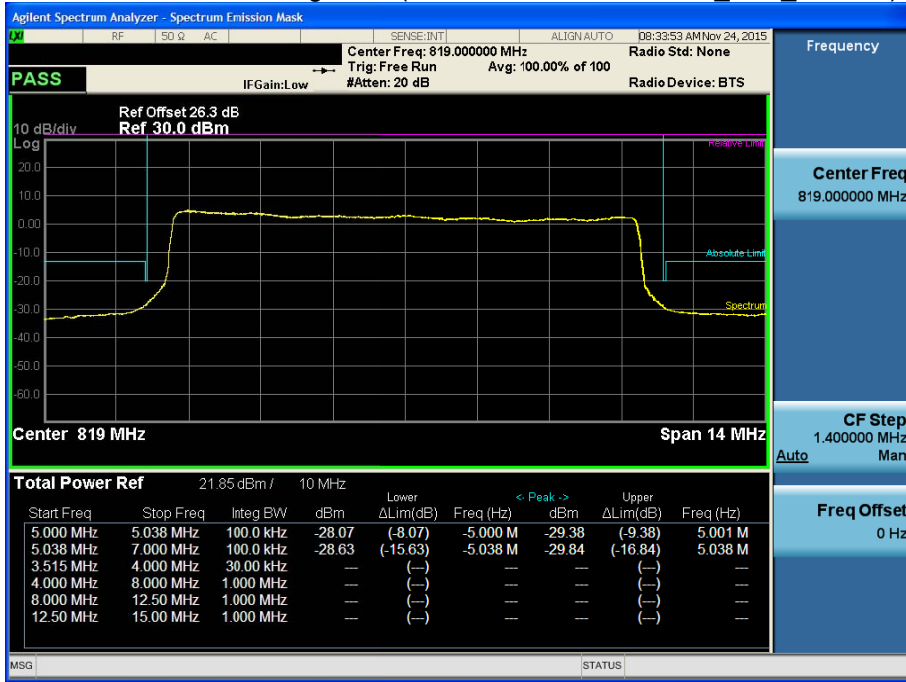 Agilent Spectrum Analyzer - Spectrum Emission Mask
LXI RF 50 Ω AC SENSE:INT ALIGN AUTO 08:33:53 AM Nov 24, 2015
Center Freq: 819.000000 MHz Radio Std: None
Trig: Free Run Avg: 100.00% of 100
PASS IFGain:Low #Atten: 20 dB Radio Device: BTS
Frequency
Ref Offset 26.3 dB
10 dB/div Ref 30.0 dBm
Log
Relative Limit
20.0
10.0
0.00
-10.0
Absolute Limit
-20.0
-30.0
Spectrum
-40.0
-50.0
-60.0
Center 819 MHz Span 14 MHz
Center Freq
819.000000 MHz
CF Step
1.400000 MHz
Auto Man
Freq Offset
0 Hz
Total Power Ref 21.85 dBm / 10 MHz
Lower <- Peak -> Upper
Start Freq Stop Freq Integ BW dBm ΔLim(dB) Freq (Hz) dBm ΔLim(dB) Freq (Hz)
5.000 MHz 5.038 MHz 100.0 kHz -28.07 (-8.07) -5.000 M -29.38 (-9.38) 5.001 M
5.038 MHz 7.000 MHz 100.0 kHz -28.63 (-15.63) -5.038 M -29.84 (-16.84) 5.038 M
3.515 MHz 4.000 MHz 30.00 kHz --- (---) --- --- (---) ---
4.000 MHz 8.000 MHz 1.000 MHz --- (---) --- --- (---) ---
8.000 MHz 12.50 MHz 1.000 MHz --- (---) --- --- (---) ---
12.50 MHz 15.00 MHz 1.000 MHz --- (---) --- --- (---) ---
MSG STATUS